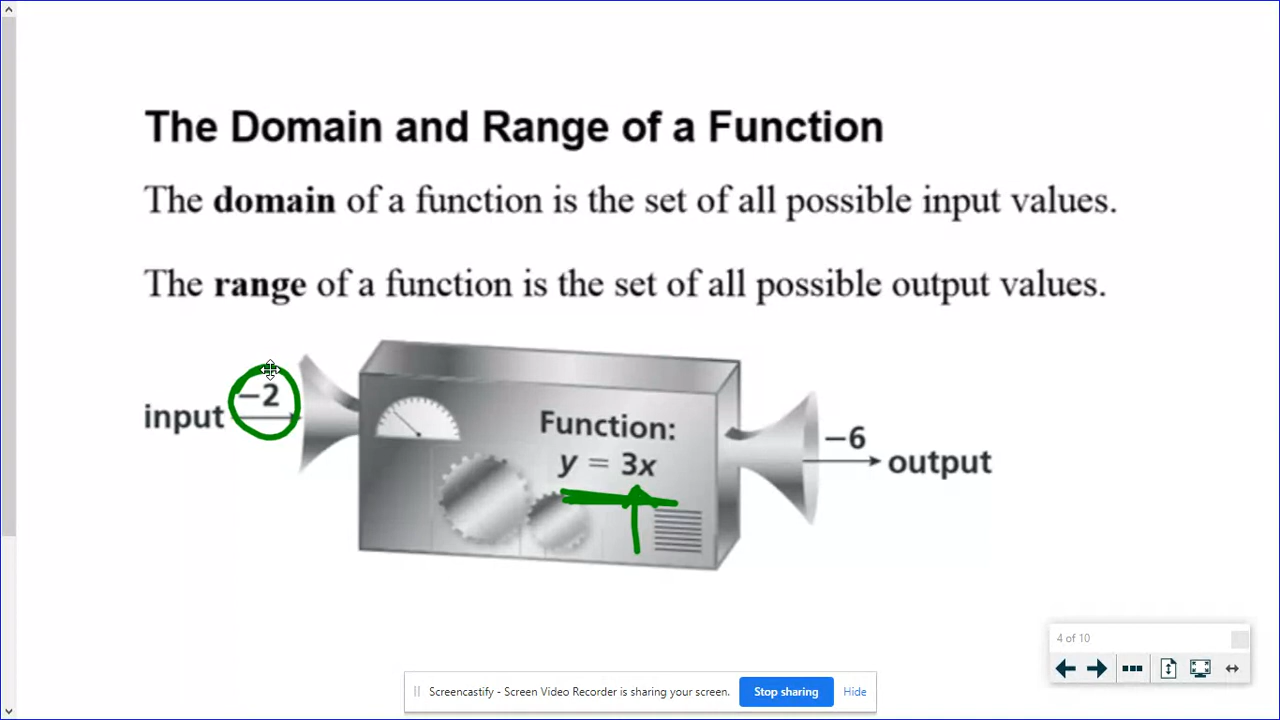 The Domain and Range of a Function
The domain of a function is the set of all possible input values.
The range of a function is the set of all possible output values.
−2
input
Function:
y = 3x
−6
output
4 of 10
Screencastify - Screen Video Recorder is sharing your screen.
Stop sharing
Hide